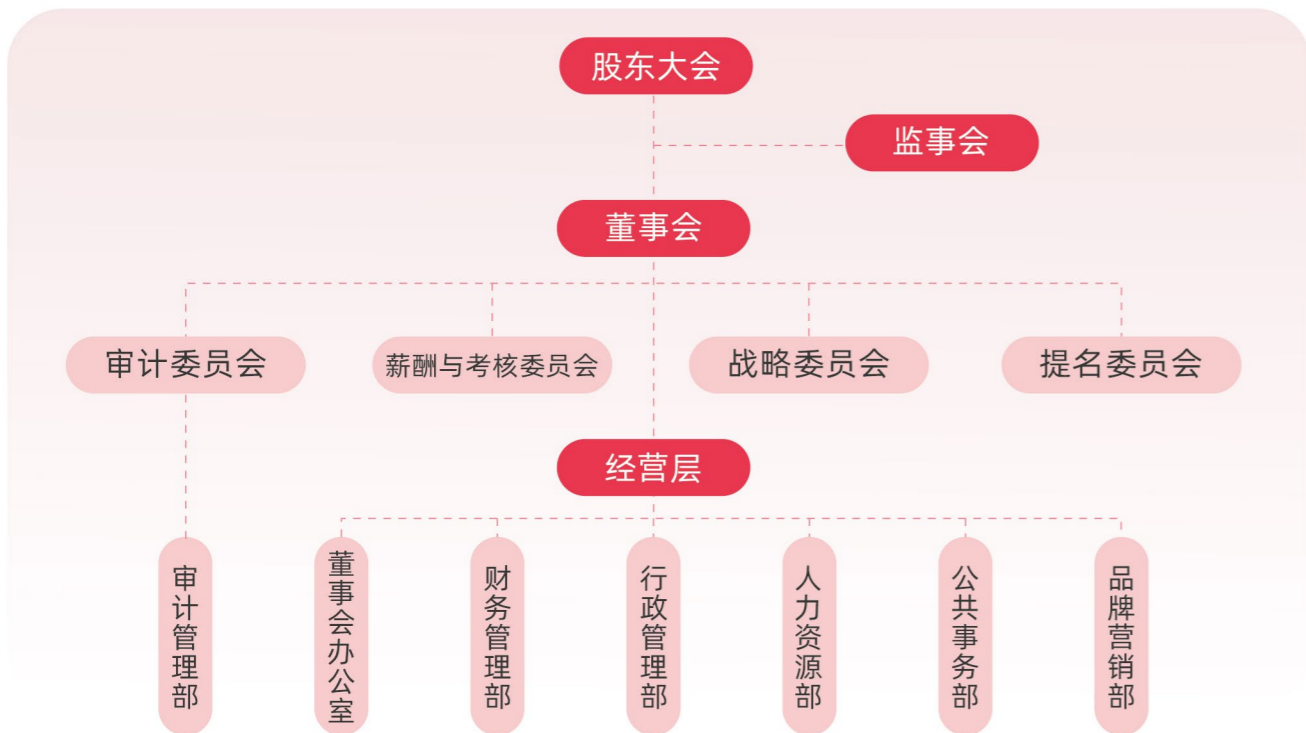 股东大会
监事会
董事会
审计委员会
薪酬与考核委员会
战略委员会
提名委员会
经营层
审计管理部
董事会办公室
财务管理部
行政管理部
人力资源部
公共事务部
品牌营销部